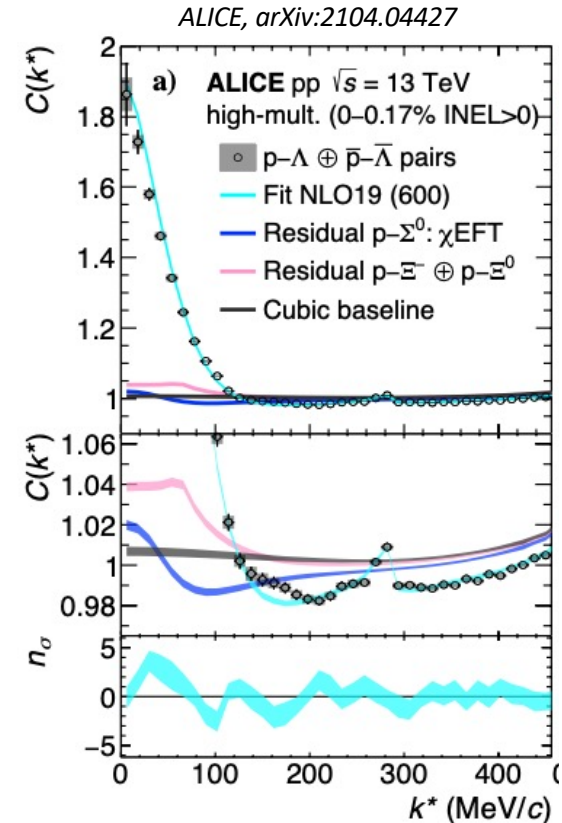 ALICE, arXiv:2104.04427
C(k*)
2
1.8
1.6
1.4
1.2
1
a) ALICE pp √s = 13 TeV
high-mult. (0–0.17% INEL>0)
p–Λ ⊕ p̅–Λ̅ pairs
Fit NLO19 (600)
Residual p–Σ⁰: χEFT
Residual p–Ξ⁻ ⊕ p–Ξ⁰
Cubic baseline
C(k*)
1.06
1.04
1.02
1
0.98
nσ
5
0
−5
0 100 200 300 400
k* (MeV/c)